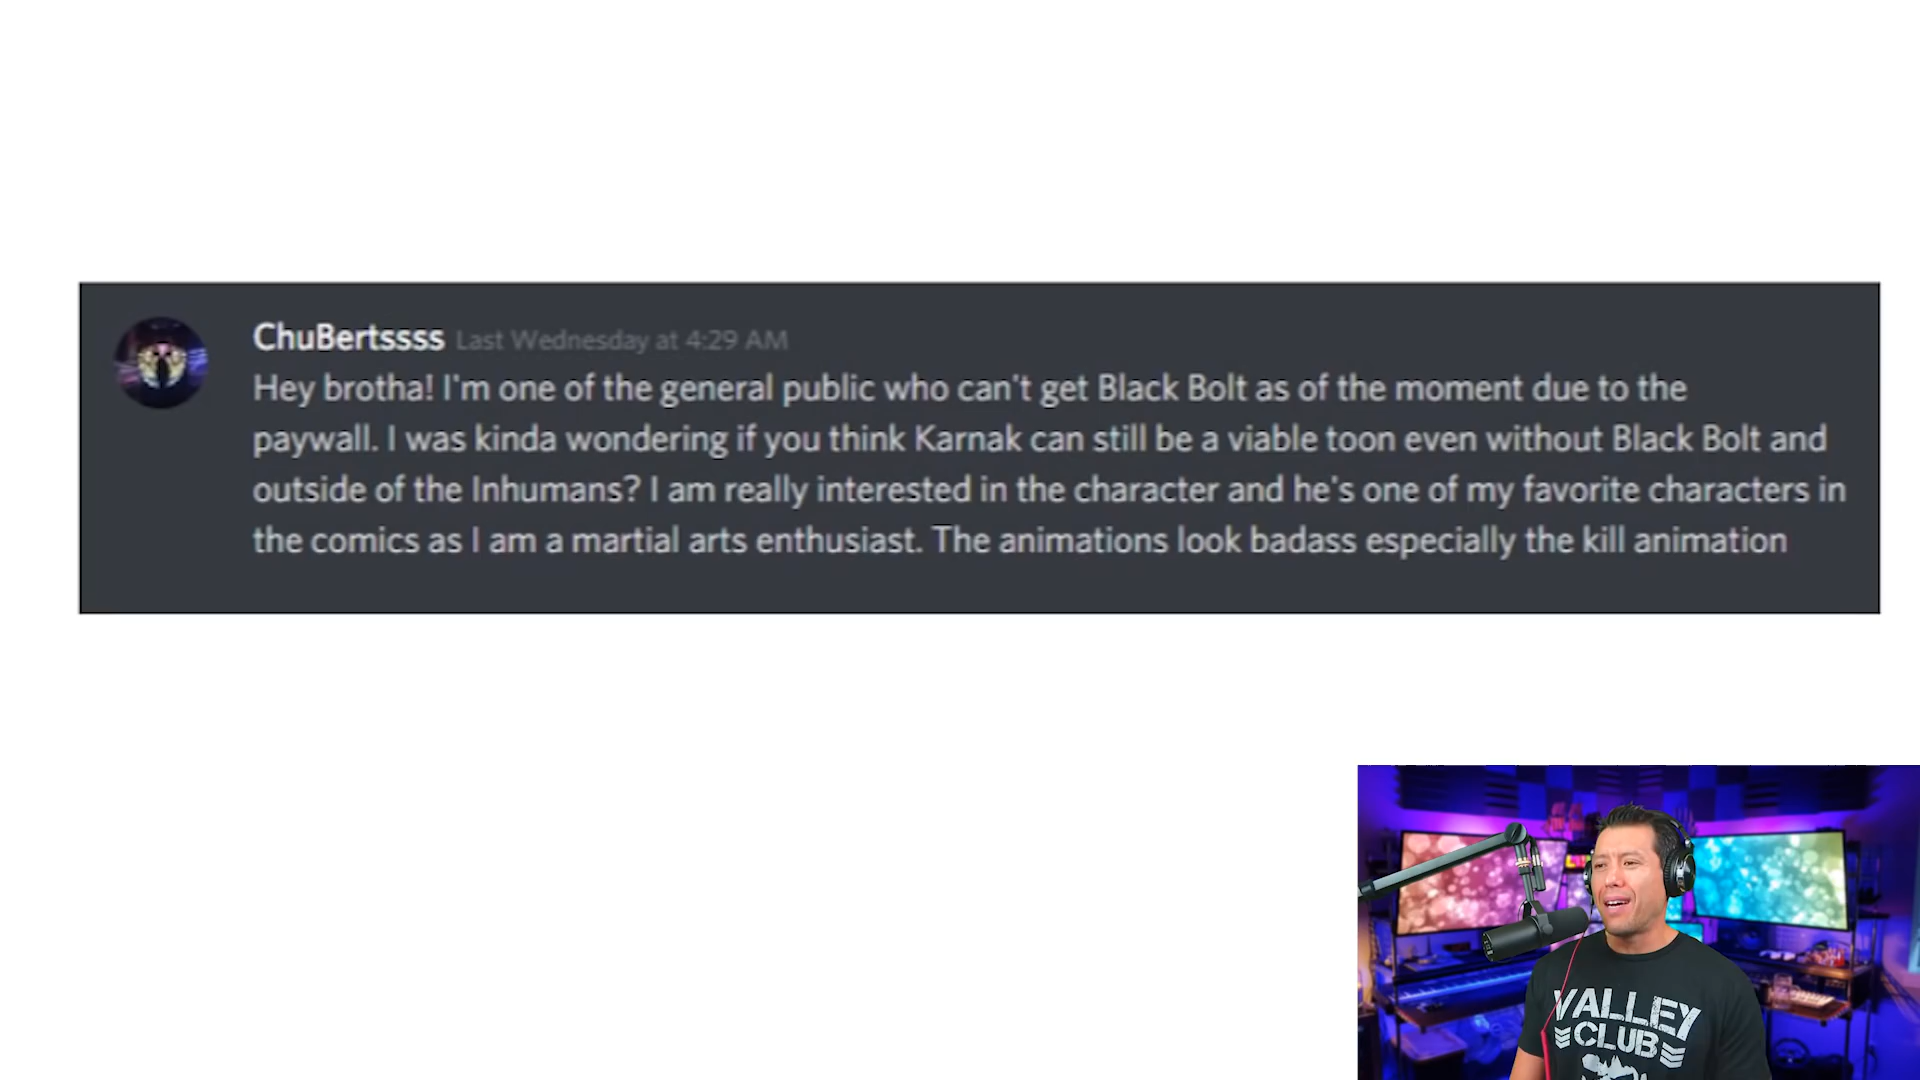 ChuBertssss Last Wednesday at 4:29 AM
Hey brotha! I'm one of the general public who can't get Black Bolt as of the moment due to the
paywall. I was kinda wondering if you think Karnak can still be a viable toon even without Black Bolt and
outside of the Inhumans? I am really interested in the character and he's one of my favorite characters in
the comics as I am a martial arts enthusiast. The animations look badass especially the kill animation
VALLEY
CLUB